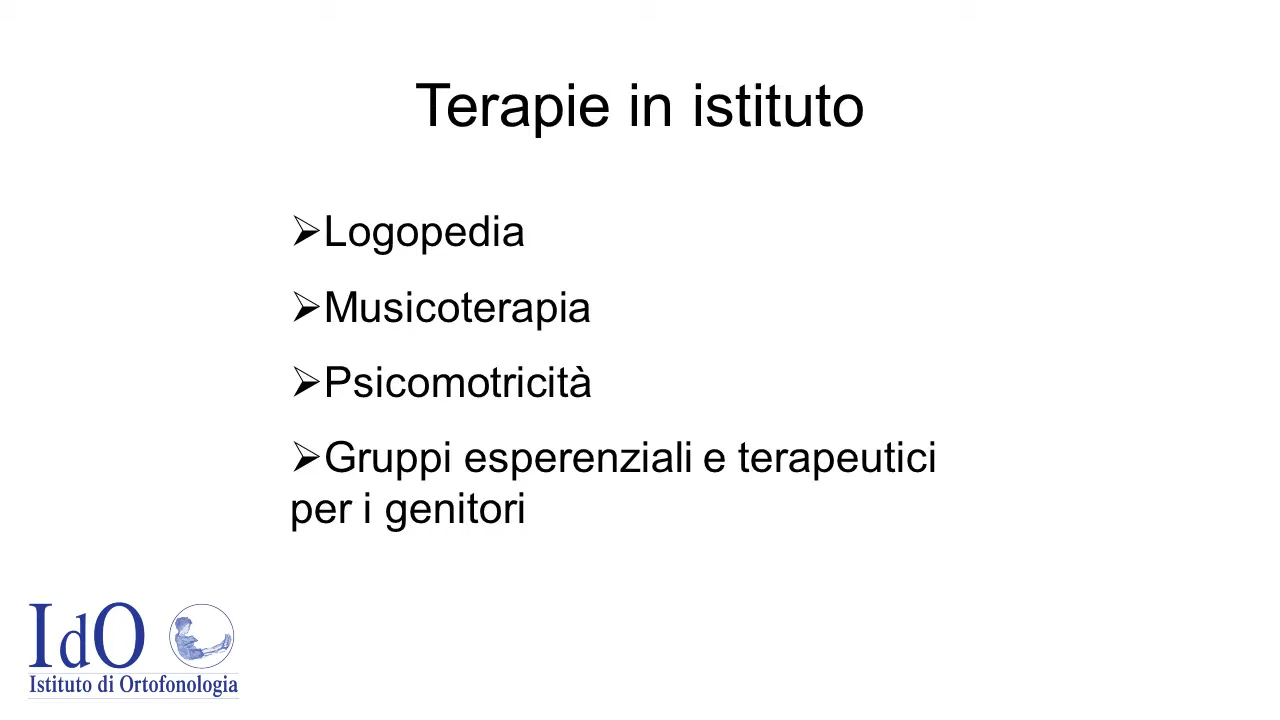 Terapie in istituto
➢Logopedia
➢Musicoterapia
➢Psicomotricità
➢Gruppi esperenziali e terapeutici
per i genitori
IdO
Istituto di Ortofonologia